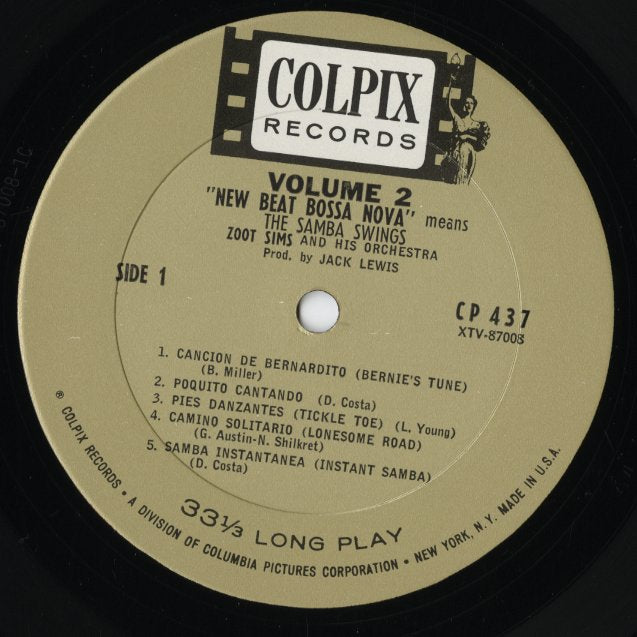 COLPIX
RECORDS
VOLUME 2
"NEW BEAT BOSSA NOVA" means
THE SAMBA SWINGS
ZOOT SIMS AND HIS ORCHESTRA
Prod. by JACK LEWIS
SIDE 1
CP 437
XTV-87008
1. CANCION DE BERNARDITO (BERNIE'S TUNE)
(B. Miller)
2. POQUITO CANTANDO (D. Costa)
3. PIES DANZANTES (TICKLE TOE) (L. Young)
4. CAMINO SOLITARIO (LONESOME ROAD)
(G. Austin-N. Shilkret)
5. SAMBA INSTANTANEA (INSTANT SAMBA)
(D. Costa)
33⅓ LONG PLAY
® COLPIX RECORDS • A DIVISION OF COLUMBIA PICTURES CORPORATION • NEW YORK, N.Y. MADE IN U.S.A.